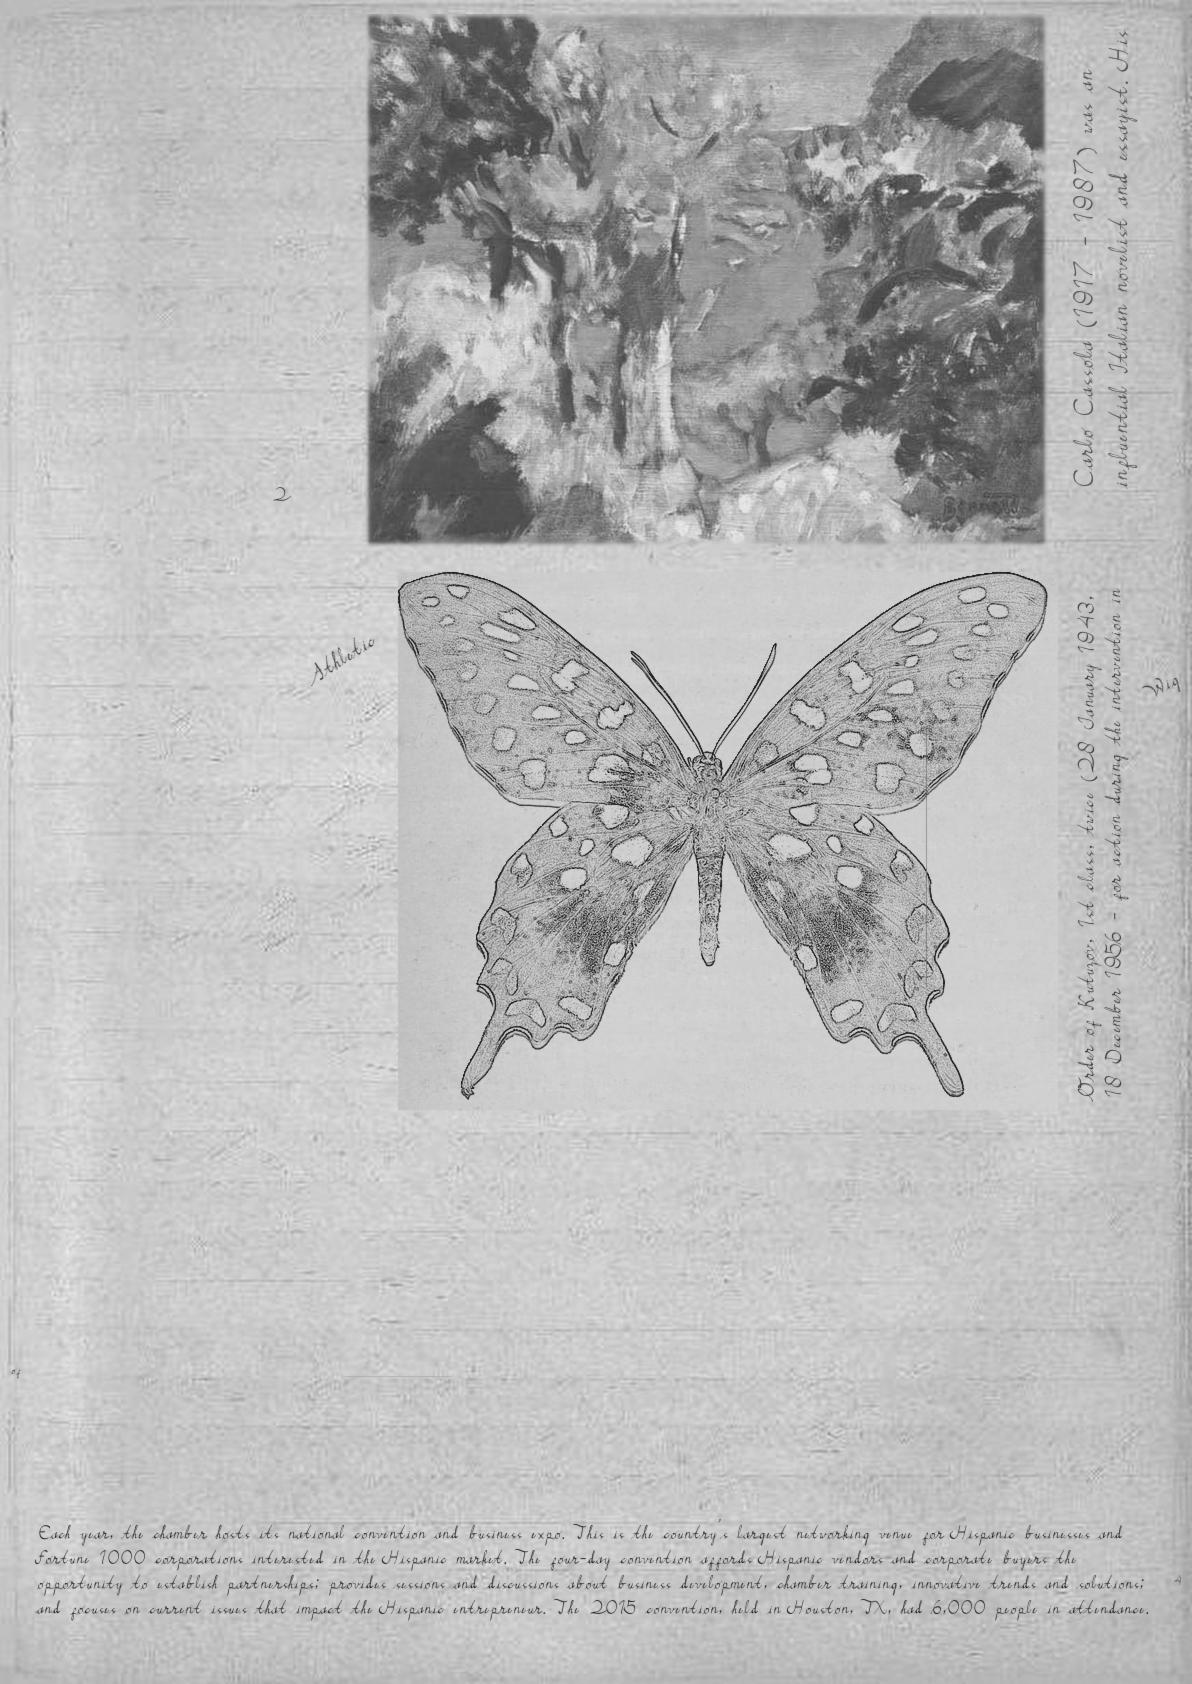 Carlo Cassola (1917 - 1987) was an
influential Italian novelist and essayist. His
2
Athletic
Order of Kutuzov, 1st class, twice (28 January 1943,
18 December 1956 - for action during the intervention in
of
Each year, the chamber hosts its national convention and business expo. This is the country's largest networking venue for Hispanic businesses and
Fortune 1000 corporations interested in the Hispanic market. The four-day convention affords Hispanic vendors and corporate buyers the
opportunity to establish partnerships; provides sessions and discussions about business development, chamber training, innovative trends and solutions;
and focuses on current issues that impact the Hispanic entrepreneur. The 2015 convention, held in Houston, TX, had 6,000 people in attendance.